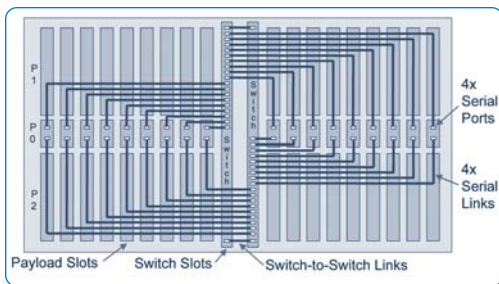 P
1
P
0
P
2
Switch
Switch
4x
Serial
Ports
4x
Serial
Links
Payload Slots
Switch Slots
Switch-to-Switch Links